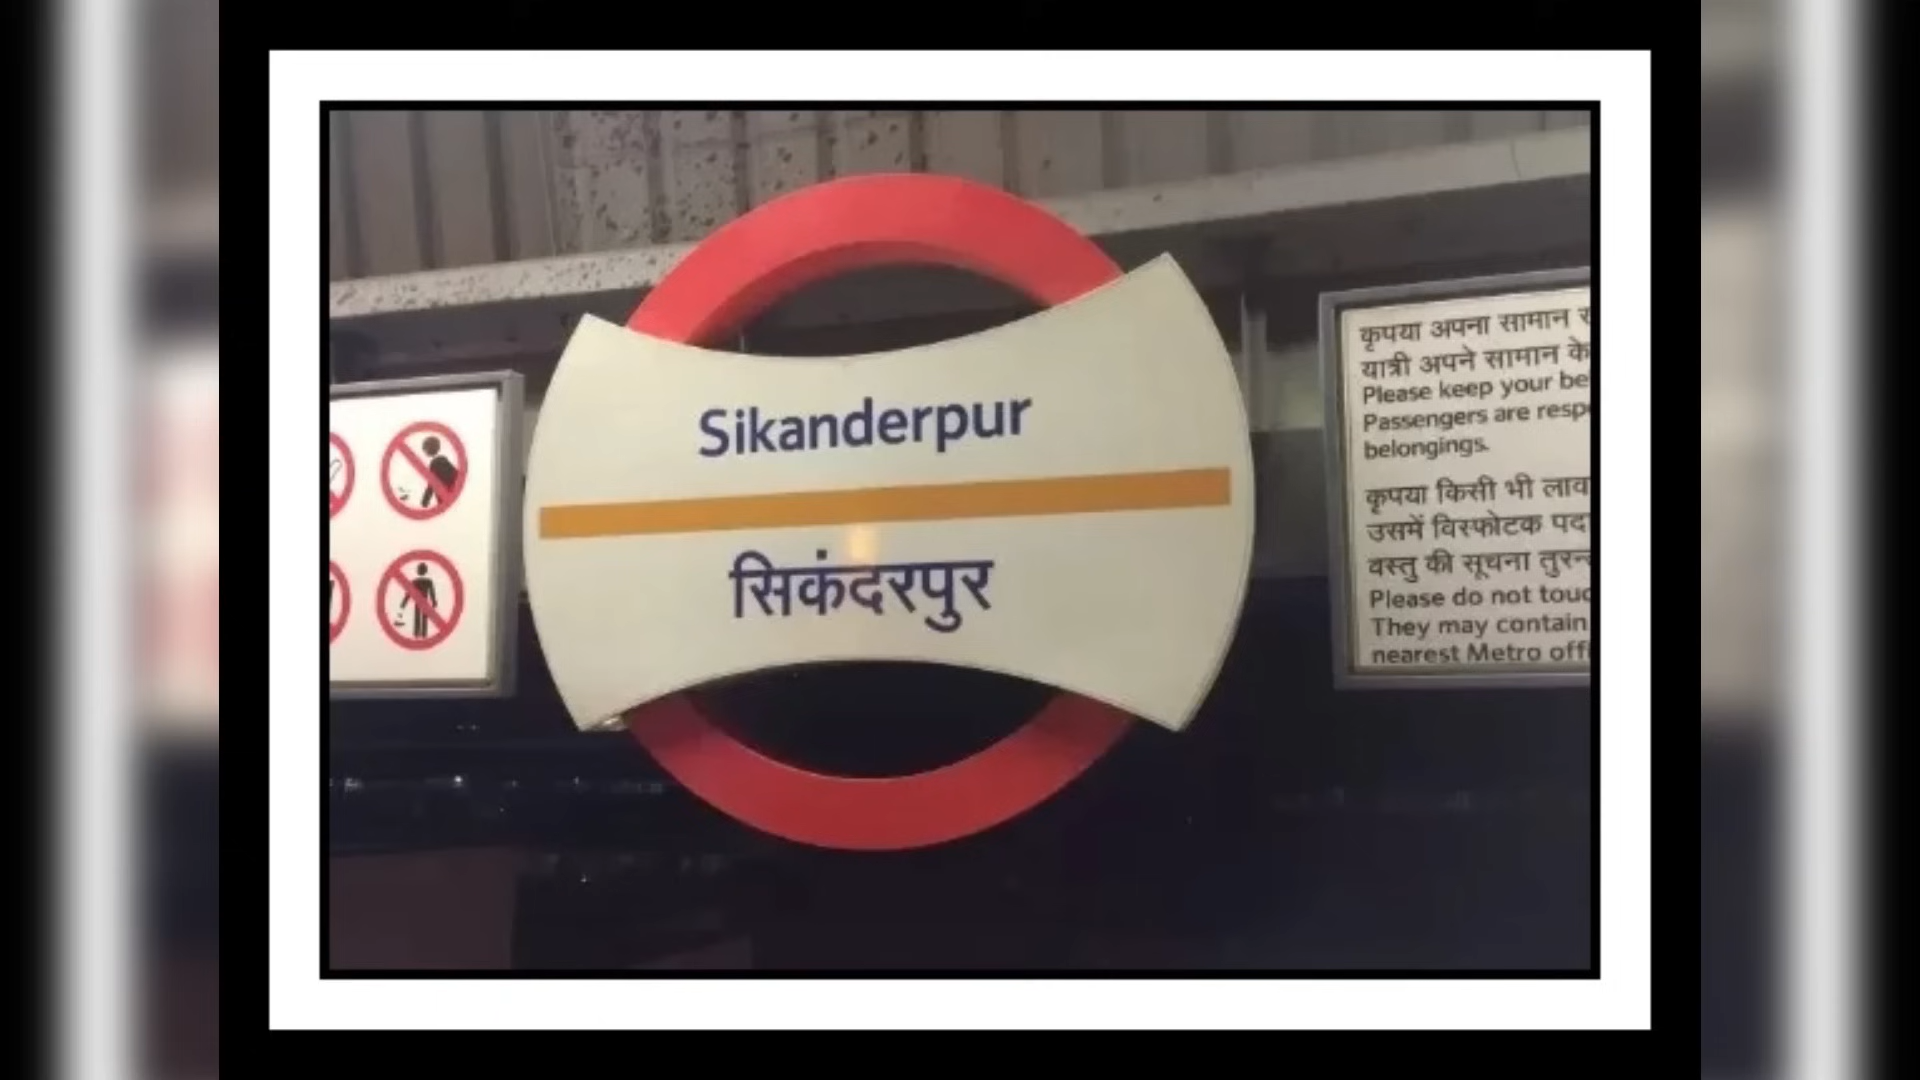 Sikanderpur
सिकंदरपुर
कृपया अपना सामान
यात्री अपने सामान के
Please keep your
Passengers are
belongings.
कृपया किसी भी
उसमें विस्फोटक
वस्तु की सूचना
Please do not
They may contain
nearest Metro